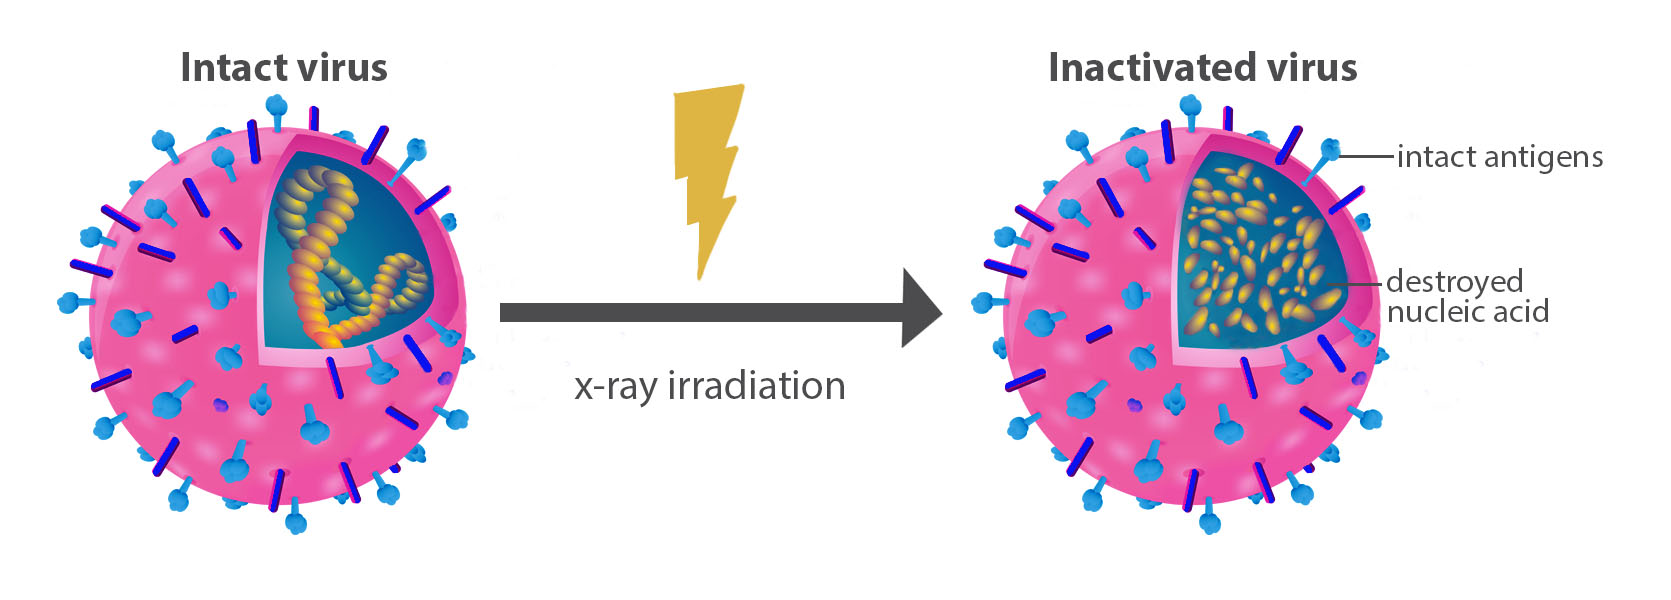 Intact virus
Inactivated virus
intact antigens
destroyed
nucleic acid
x-ray irradiation